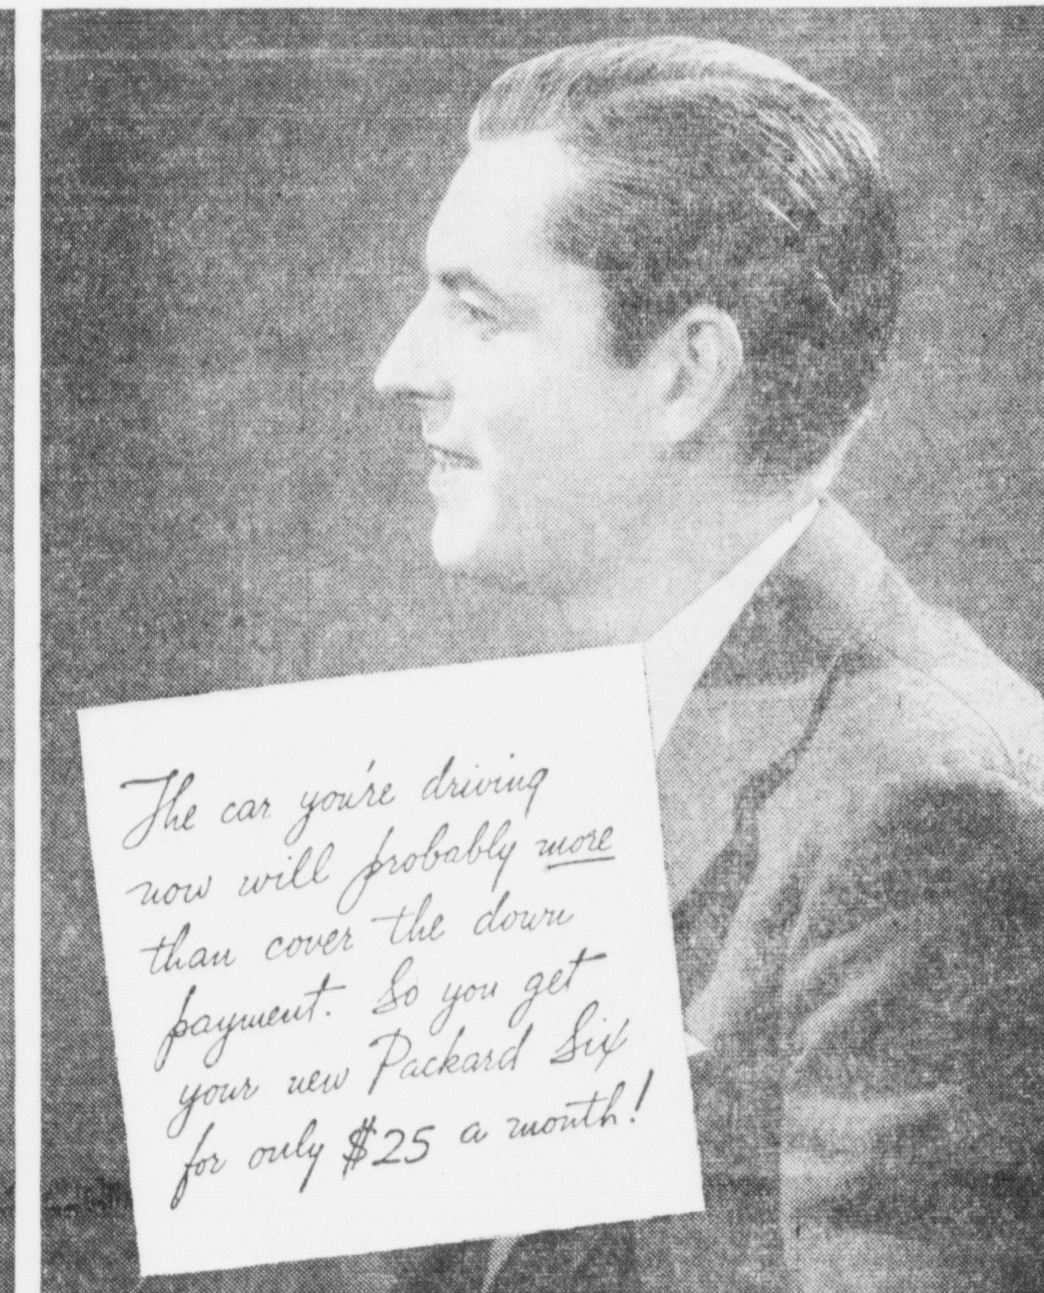 The car you're driving
now will probably more
than cover the down
payment. So you get
your new Packard Six
for only $25 a month!